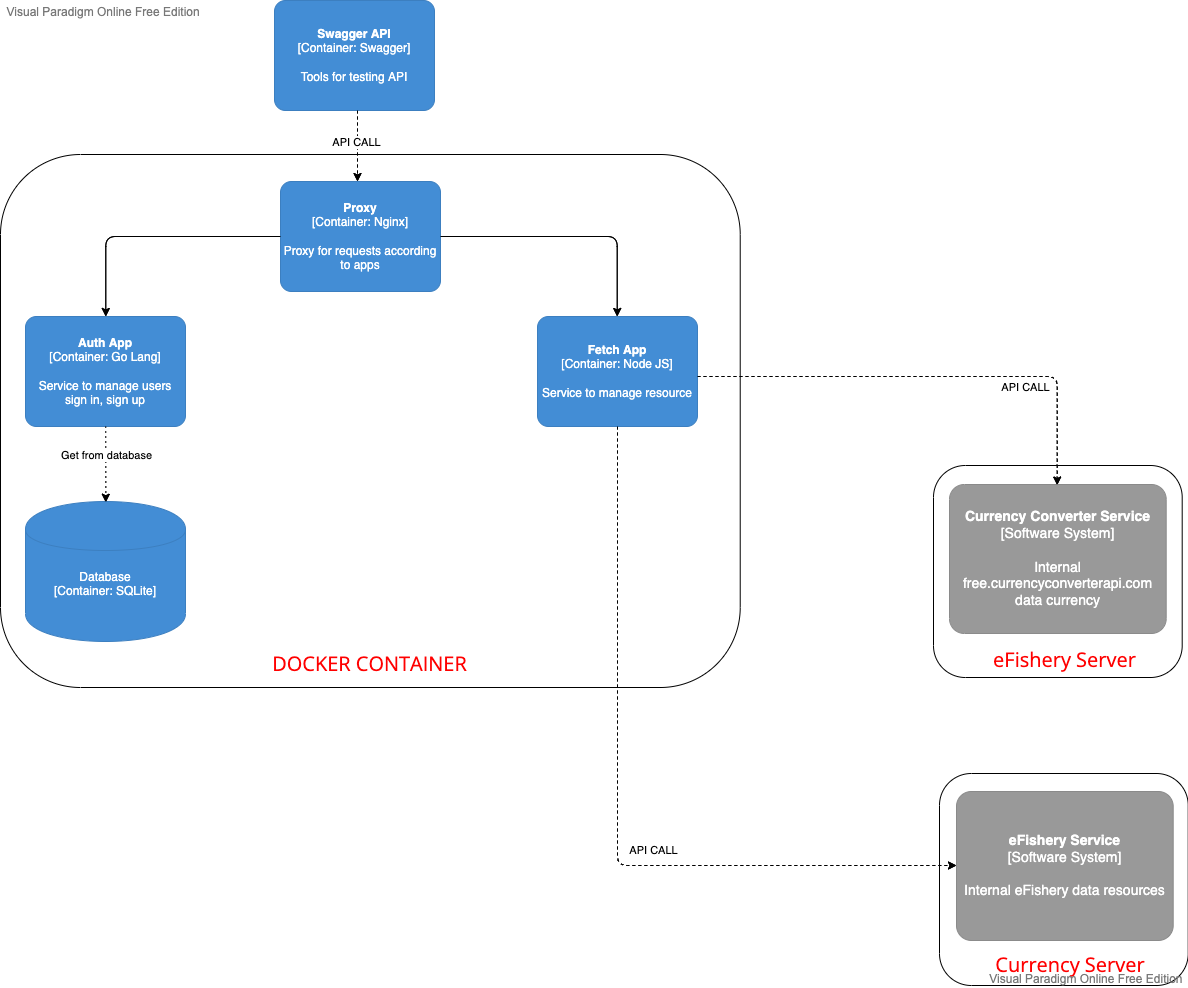 Visual Paradigm Online Free Edition
Swagger API
[Container: Swagger]
Tools for testing API
API CALL
Proxy
[Container: Nginx]
Proxy for requests according
to apps
Auth App
[Container: Go Lang]
Service to manage users
sign in, sign up
Fetch App
[Container: Node JS]
Service to manage resource
API CALL
Get from database
Database
[Container: SQLite]
DOCKER CONTAINER
Currency Converter Service
[Software System]
Internal
free.currencyconverterapi.com
data currency
eFishery Server
API CALL
eFishery Service
[Software System]
Internal eFishery data resources
Currency Server
Visual Paradigm Online Free Edition